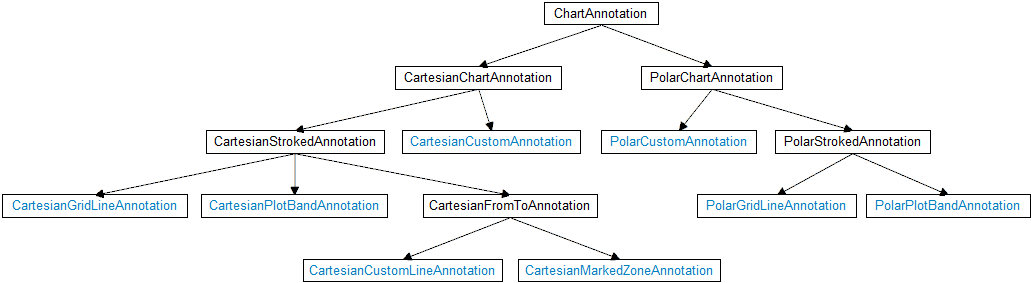 ChartAnnotation
CartesianChartAnnotation
PolarChartAnnotation
CartesianStrokedAnnotation
CartesianCustomAnnotation
PolarCustomAnnotation
PolarStrokedAnnotation
CartesianGridLineAnnotation
CartesianPlotBandAnnotation
CartesianFromToAnnotation
PolarGridLineAnnotation
PolarPlotBandAnnotation
CartesianCustomLineAnnotation
CartesianMarkedZoneAnnotation